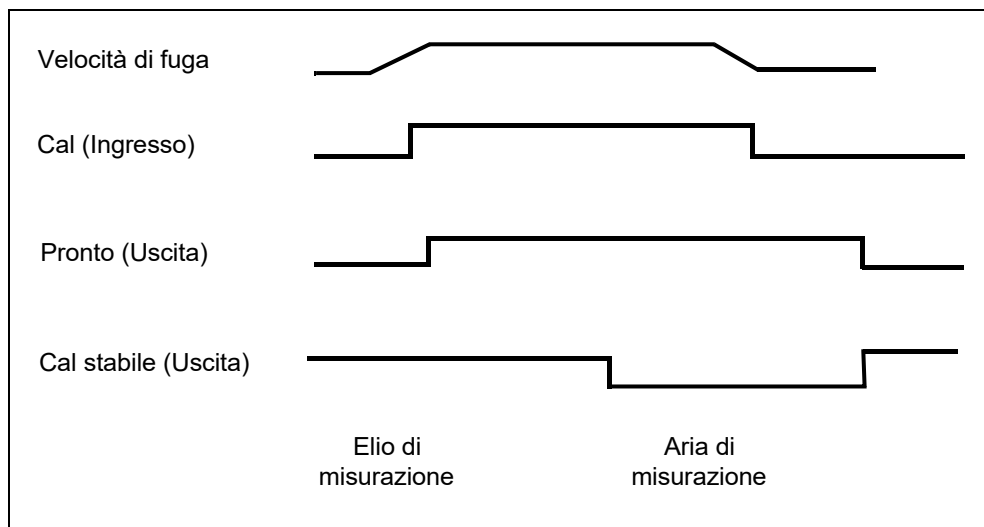 Velocità di fuga
Cal (Ingresso)
Pronto (Uscita)
Cal stabile (Uscita)
Elio di
misurazione
Aria di
misurazione